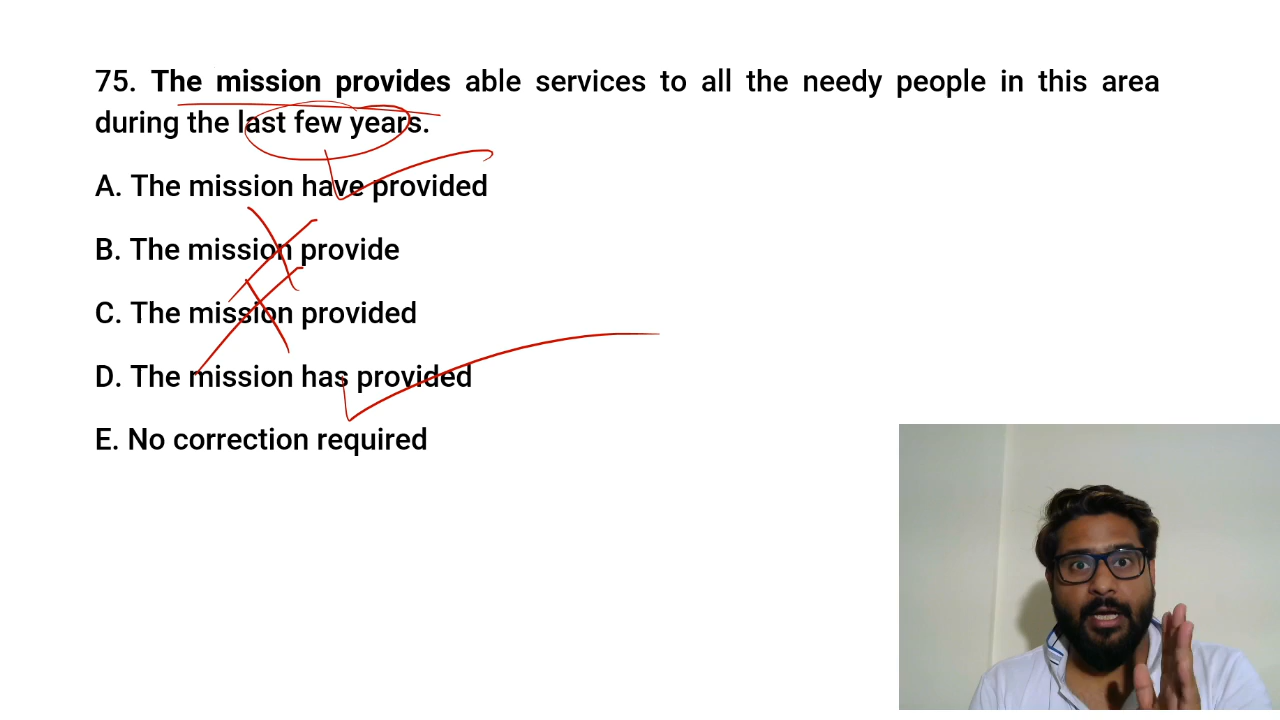 75. The mission provides able services to all the needy people in this area
during the last few years.
A. The mission have provided
B. The mission provide
C. The mission provided
D. The mission has provided
E. No correction required